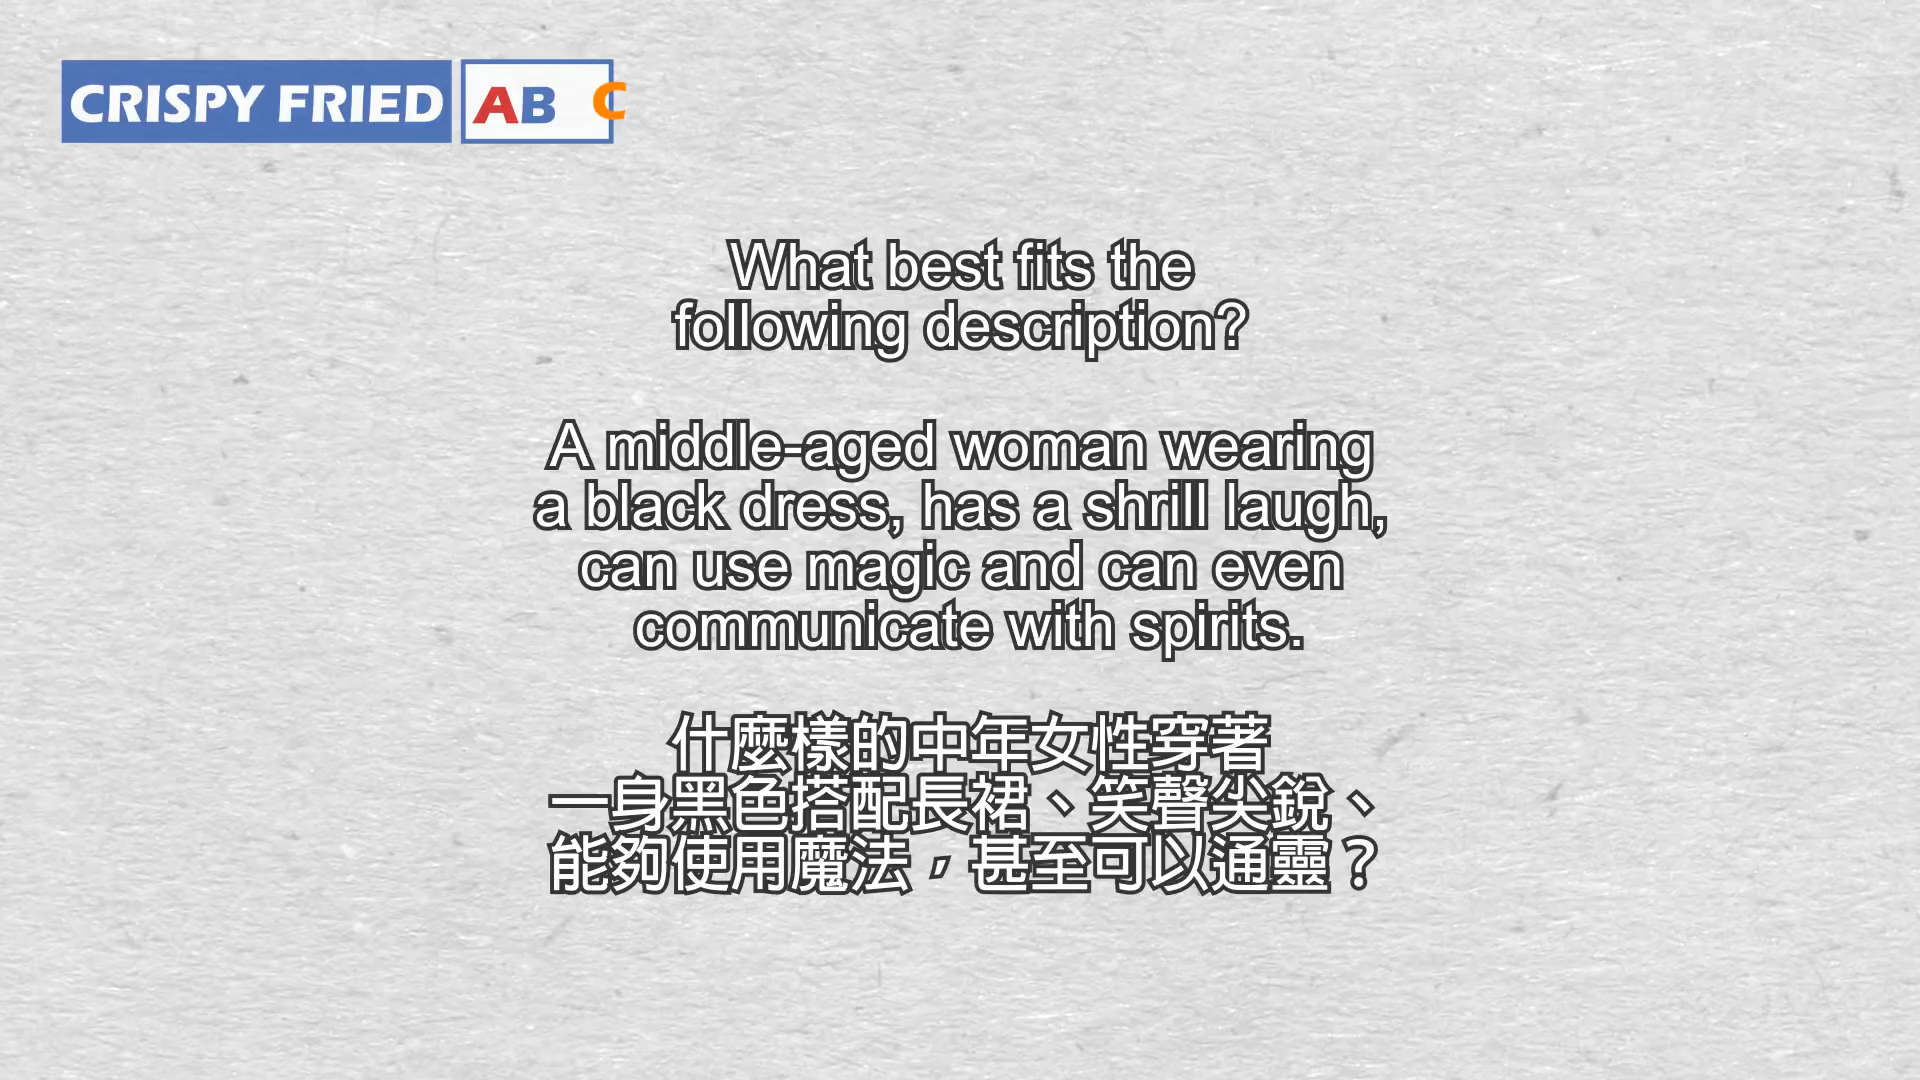 CRISPY FRIED ABC
What best fits the
following description?
A middle-aged woman wearing
a black dress, has a shrill laugh,
can use magic and can even
communicate with spirits.
什麼樣的中年女性穿著
一身黑色搭配長裙、笑聲尖銳、
能夠使用魔法，甚至可以通靈？